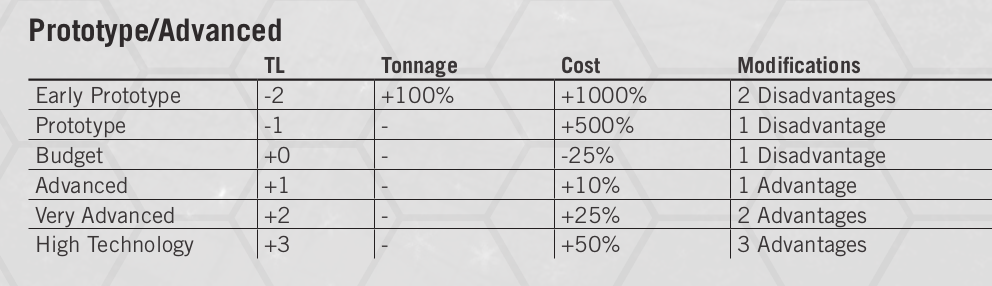 Prototype/Advanced
TL Tonnage Cost Modifications
Early Prototype -2 +100% +1000% 2 Disadvantages
Prototype -1 - +500% 1 Disadvantage
Budget +0 - -25% 1 Disadvantage
Advanced +1 - +10% 1 Advantage
Very Advanced +2 - +25% 2 Advantages
High Technology +3 - +50% 3 Advantages